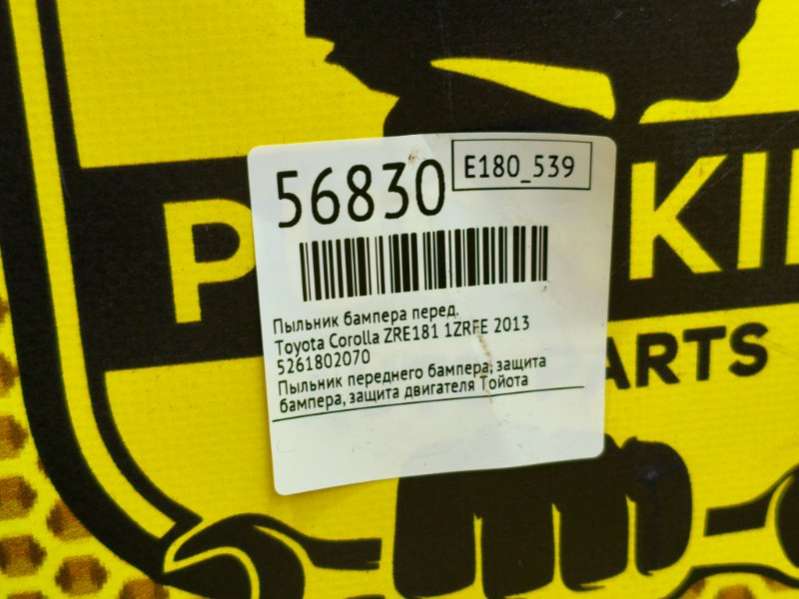 56830
E180_539
Пыльник бампера перед.
Toyota Corolla ZRE181 1ZRFE 2013
5261802070
Пыльник переднего бампера, защита
бампера, защита двигателя Тойота